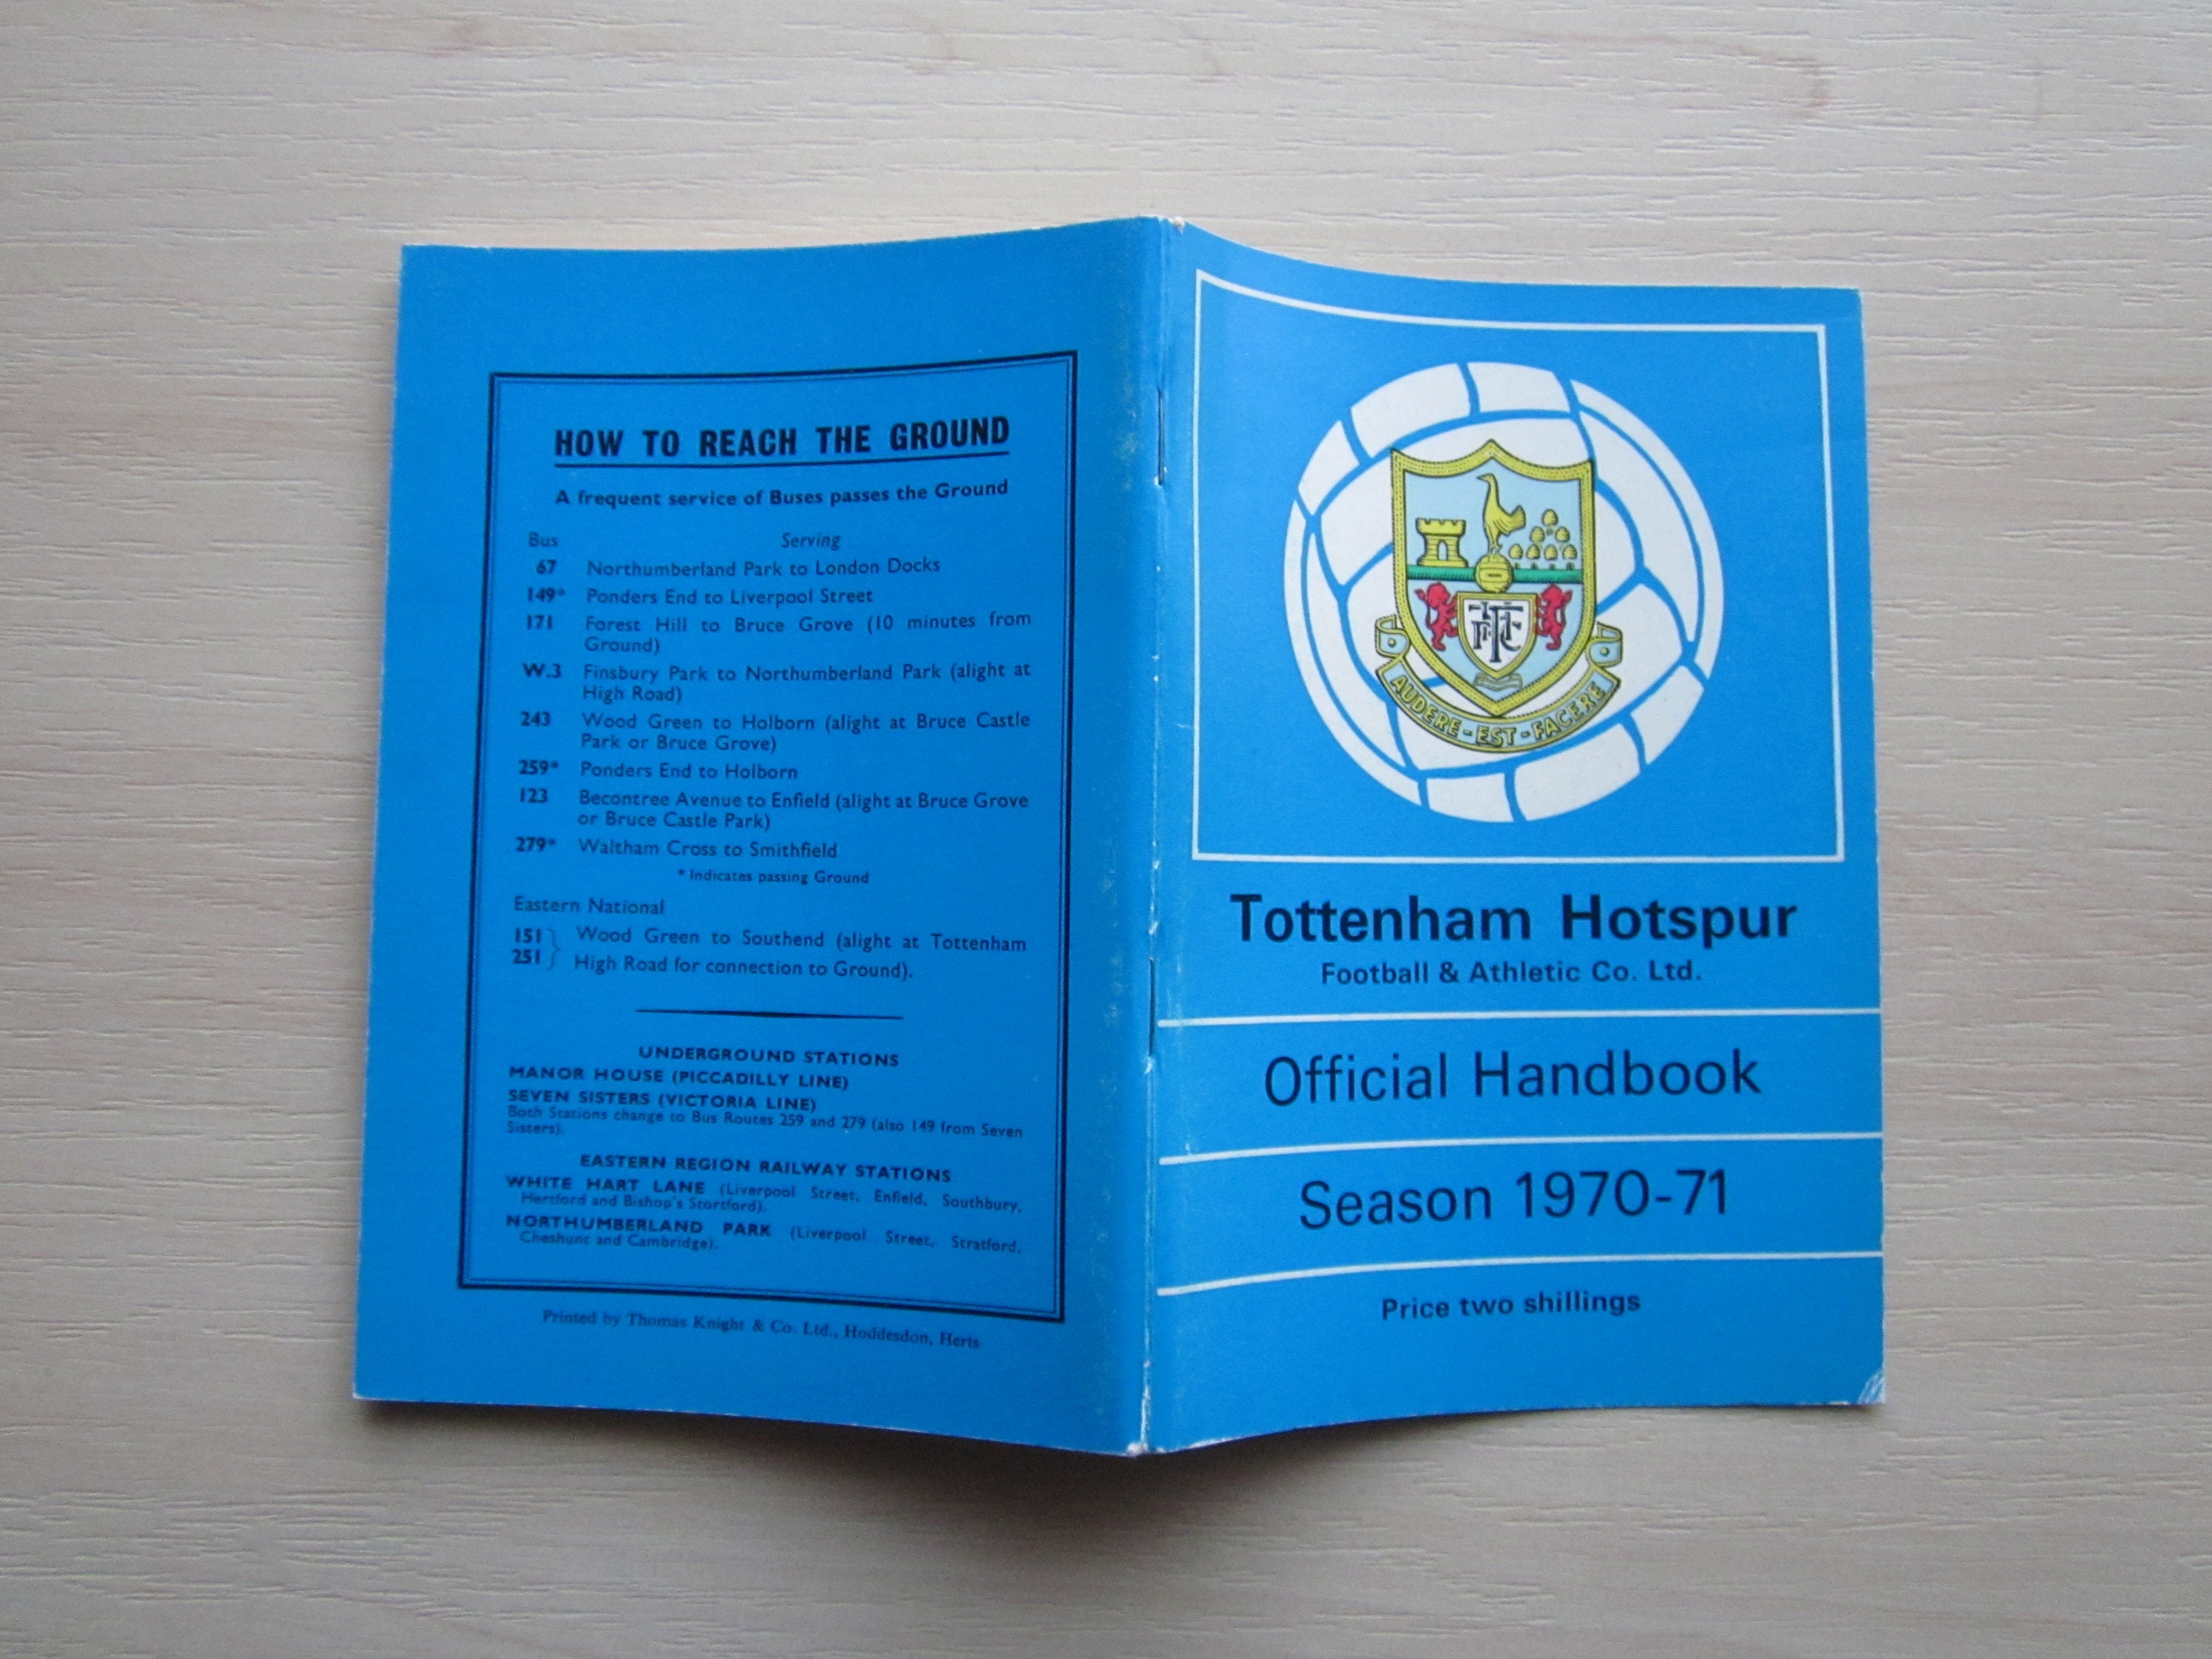 HOW TO REACH THE GROUND
A frequent service of Buses passes the Ground
Bus Serving
67 Northumberland Park to London Docks
149* Ponders End to Liverpool Street
171 Forest Hill to Bruce Grove (10 minutes from
Ground)
W.3 Finsbury Park to Northumberland Park (alight at
High Road)
243 Wood Green to Holborn (alight at Bruce Castle
Park or Bruce Grove)
259* Ponders End to Holborn
123 Becontree Avenue to Enfield (alight at Bruce Grove
or Bruce Castle Park)
279* Waltham Cross to Smithfield
* Indicates passing Ground
Eastern National
151 } Wood Green to Southend (alight at Tottenham
251 } High Road for connection to Ground).
UNDERGROUND STATIONS
MANOR HOUSE (PICCADILLY LINE)
SEVEN SISTERS (VICTORIA LINE)
Both Stations change to Bus Routes 259 and 279 (also 149 from Seven
Sisters).
EASTERN REGION RAILWAY STATIONS
WHITE HART LANE (Liverpool Street, Enfield, Southbury,
Hertford and Bishop's Stortford).
NORTHUMBERLAND PARK (Liverpool Street, Stratford,
Cheshunt and Cambridge).
Printed by Thomas Knight & Co. Ltd., Hoddesdon, Herts
AUDERE - EST - FACERE
Tottenham Hotspur
Football & Athletic Co. Ltd.
Official Handbook
Season 1970-71
Price two shillings